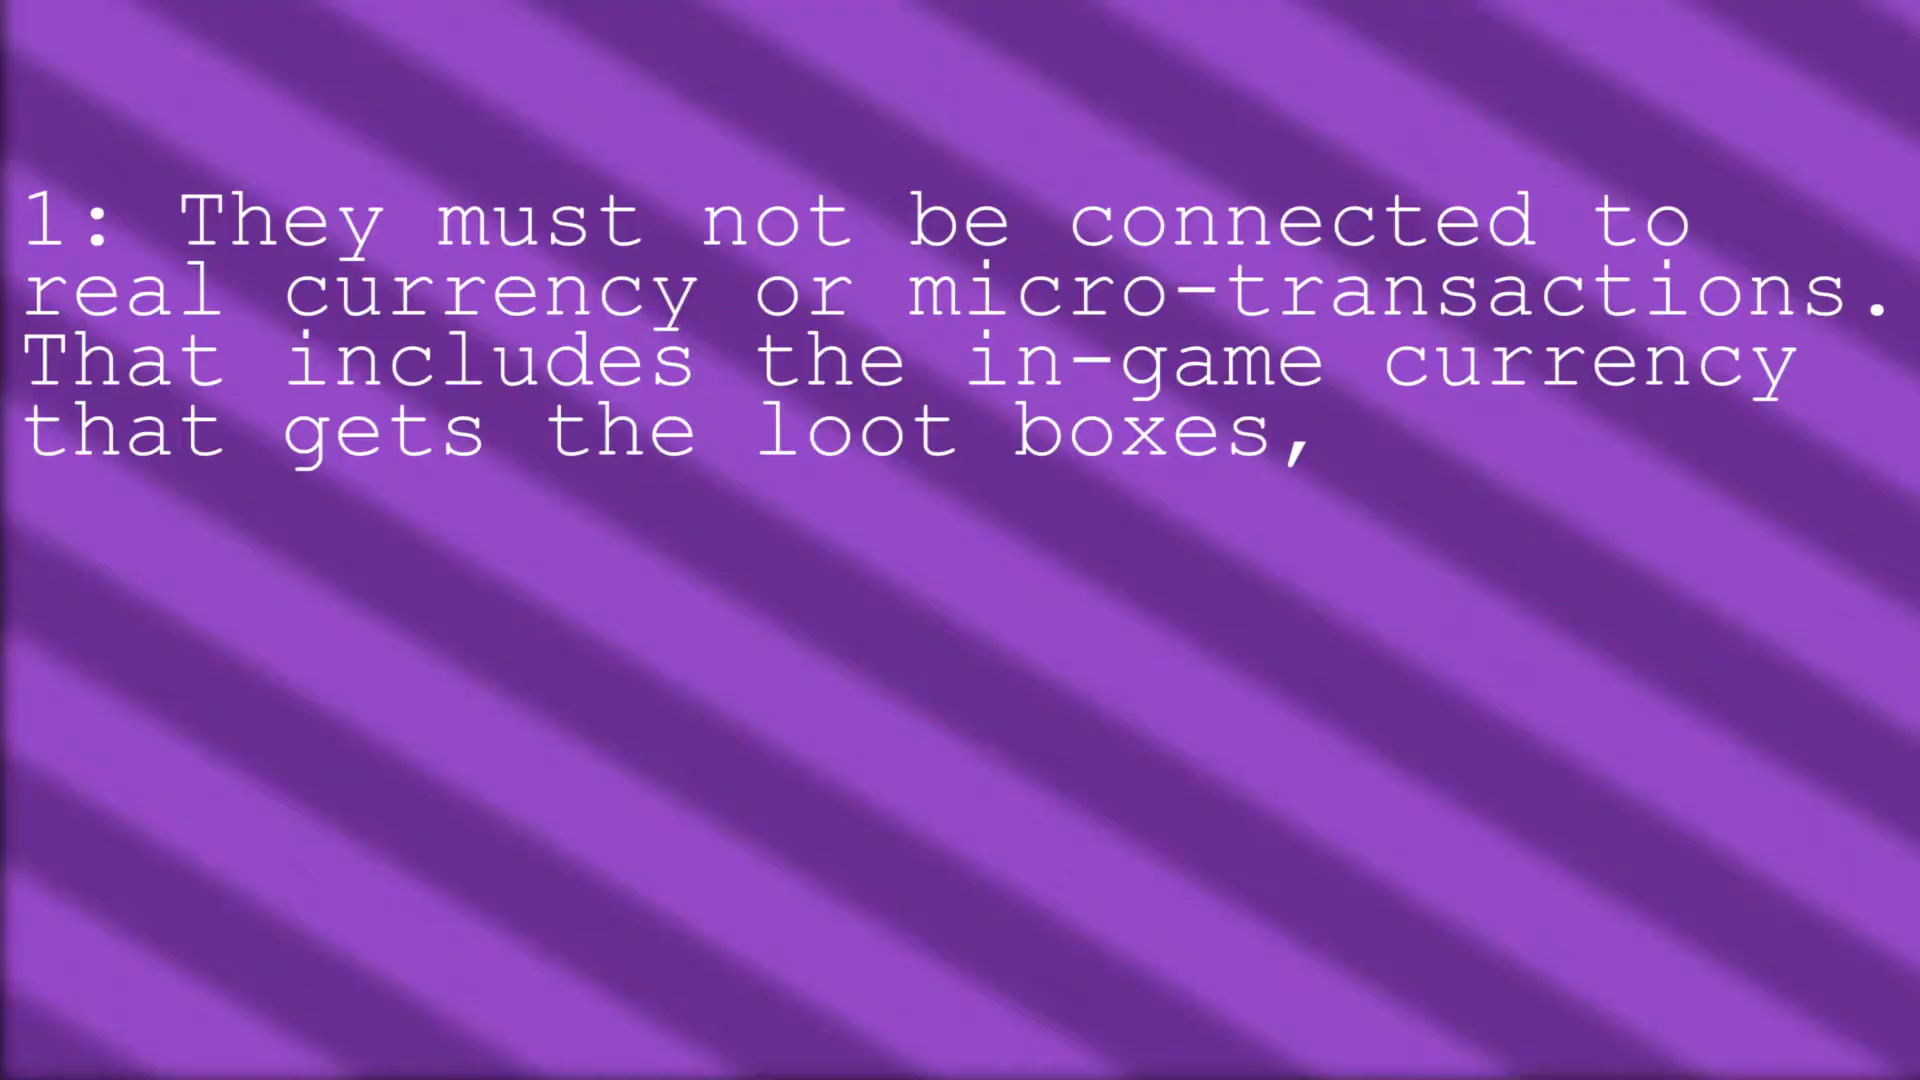 1: They must not be connected to
real currency or micro-transactions.
That includes the in-game currency
that gets the loot boxes,